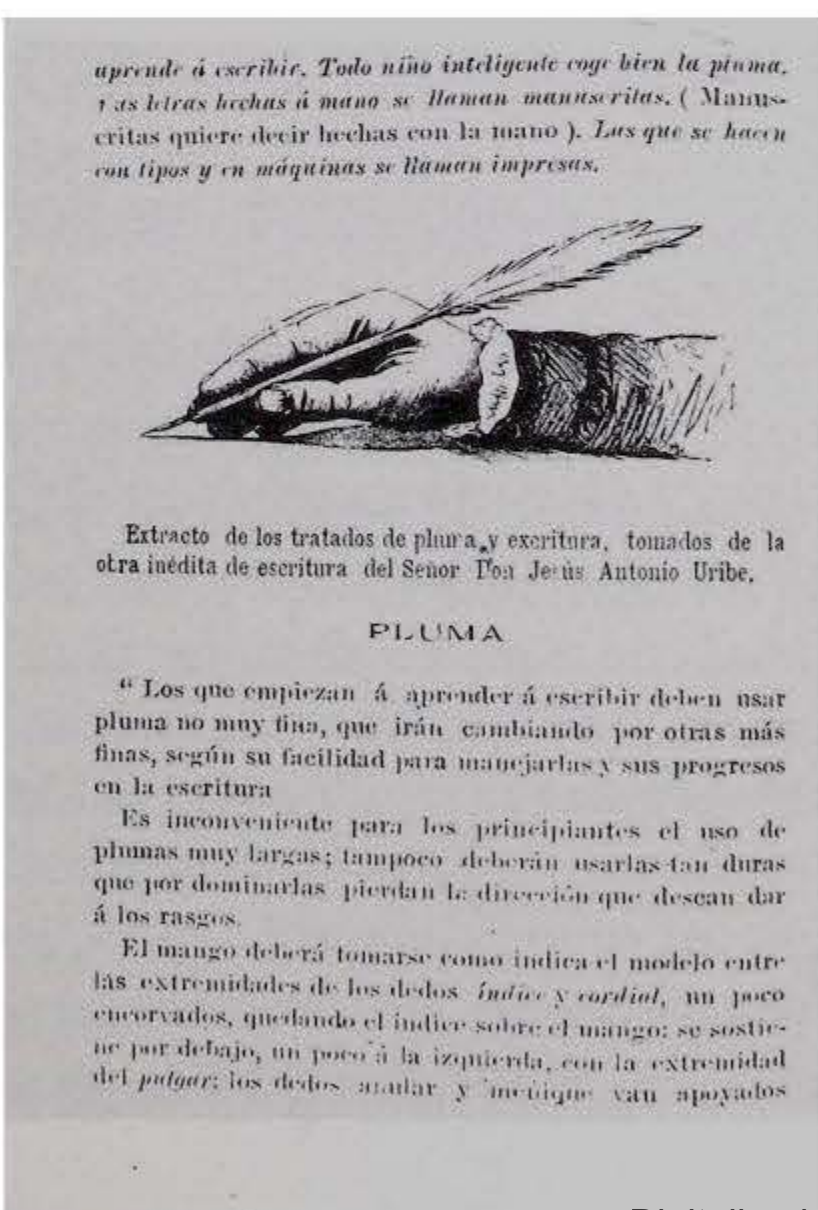 aprende á escribir. Todo niño inteligente coge bien la pluma.
Las letras hechas á mano se llaman manuscritas. ( Manus-
critas quiere decir hechas con la mano ). Las que se hacen
con tipos y en máquinas se llaman impresas.
Extracto de los tratados de pluma y excritura, tomados de la
otra inédita de escritura del Señor Don Jesús Antonio Uribe.
PLUMA
“ Los que empiezan á aprender á escribir deben usar
pluma no muy fina, que irán cambiando por otras más
finas, según su facilidad para manejarlas y sus progresos
en la escritura
Es inconveniente para los principiantes el uso de
plumas muy largas; tampoco deberán usarlas tan duras
que por dominarlas pierdan la dirección que desean dar
á los rasgos.
El mango deberá tomarse como indica el modelo entre
las extremidades de los dedos índice y cordial, un poco
encorvados, quedando el índice sobre el mango: se sostie-
ne por debajo, un poco á la izquierda, con la extremidad
del pulgar; los dedos anular y meñique van apoyados